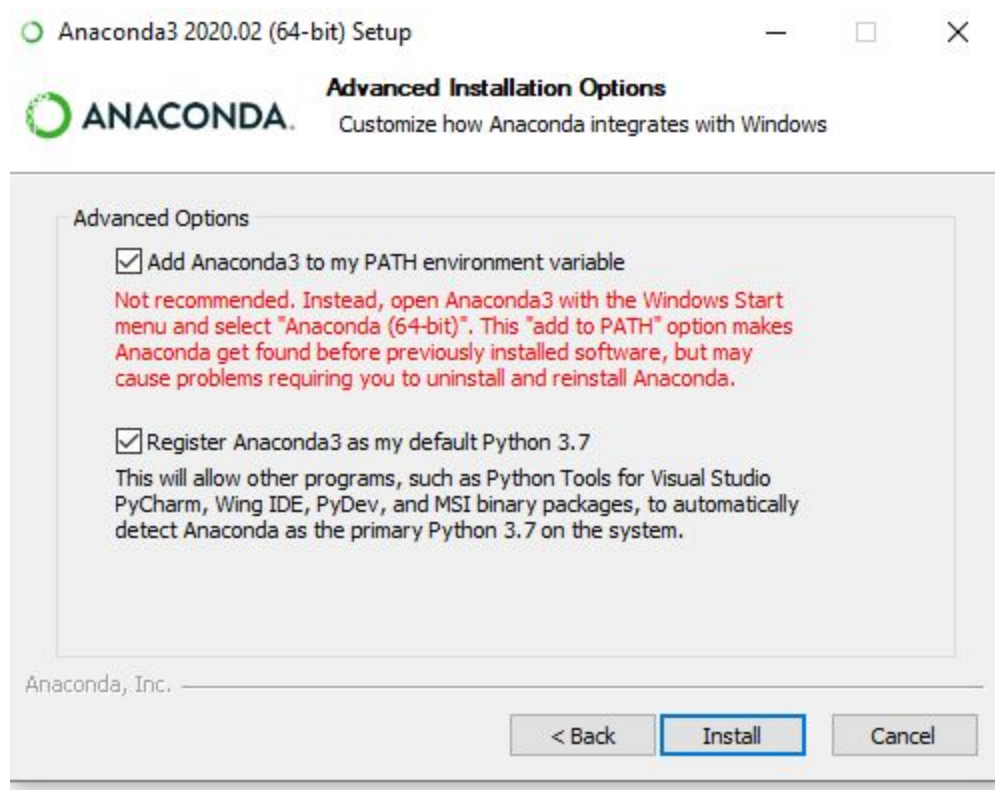 Anaconda3 2020.02 (64-bit) Setup
ANACONDA.
Advanced Installation Options
Customize how Anaconda integrates with Windows
Advanced Options
Add Anaconda3 to my PATH environment variable
Not recommended. Instead, open Anaconda3 with the Windows Start
menu and select "Anaconda (64-bit)". This "add to PATH" option makes
Anaconda get found before previously installed software, but may
cause problems requiring you to uninstall and reinstall Anaconda.
Register Anaconda3 as my default Python 3.7
This will allow other programs, such as Python Tools for Visual Studio
PyCharm, Wing IDE, PyDev, and MSI binary packages, to automatically
detect Anaconda as the primary Python 3.7 on the system.
Anaconda, Inc.
< Back Install Cancel